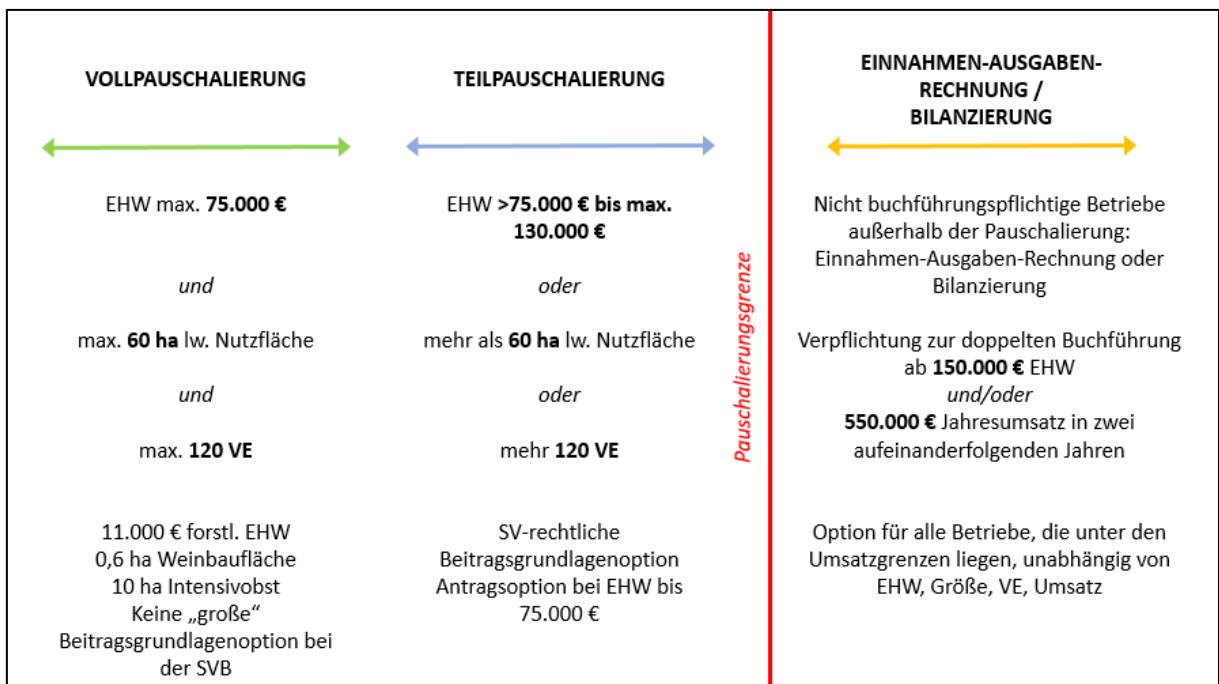 VOLLPAUSCHALIERUNG
EHW max. 75.000 €
und
max. 60 ha lw. Nutzfläche
und
max. 120 VE
11.000 € forstl. EHW
0,6 ha Weinbaufläche
10 ha Intensivobst
Keine „große“
Beitragsgrundlagenoption bei
der SVB
TEILPAUSCHALIERUNG
EHW >75.000 € bis max.
130.000 €
oder
mehr als 60 ha lw. Nutzfläche
oder
mehr 120 VE
SV-rechtliche
Beitragsgrundlagenoption
Antragsoption bei EHW bis
75.000 €
Pauschalierungsgrenze
EINNAHMEN-AUSGABEN-
RECHNUNG /
BILANZIERUNG
Nicht buchführungspflichtige Betriebe
außerhalb der Pauschalierung:
Einnahmen-Ausgaben-Rechnung oder
Bilanzierung
Verpflichtung zur doppelten Buchführung
ab 150.000 € EHW
und/oder
550.000 € Jahresumsatz in zwei
aufeinanderfolgenden Jahren
Option für alle Betriebe, die unter den
Umsatzgrenzen liegen, unabhängig von
EHW, Größe, VE, Umsatz